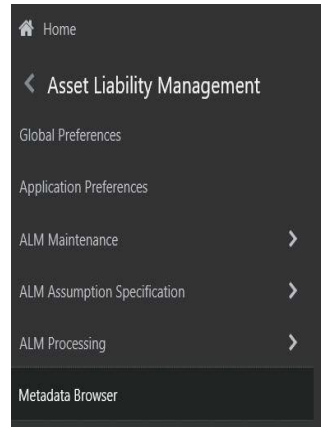 Home
Asset Liability Management
Global Preferences
Application Preferences
ALM Maintenance
ALM Assumption Specification
ALM Processing
Metadata Browser